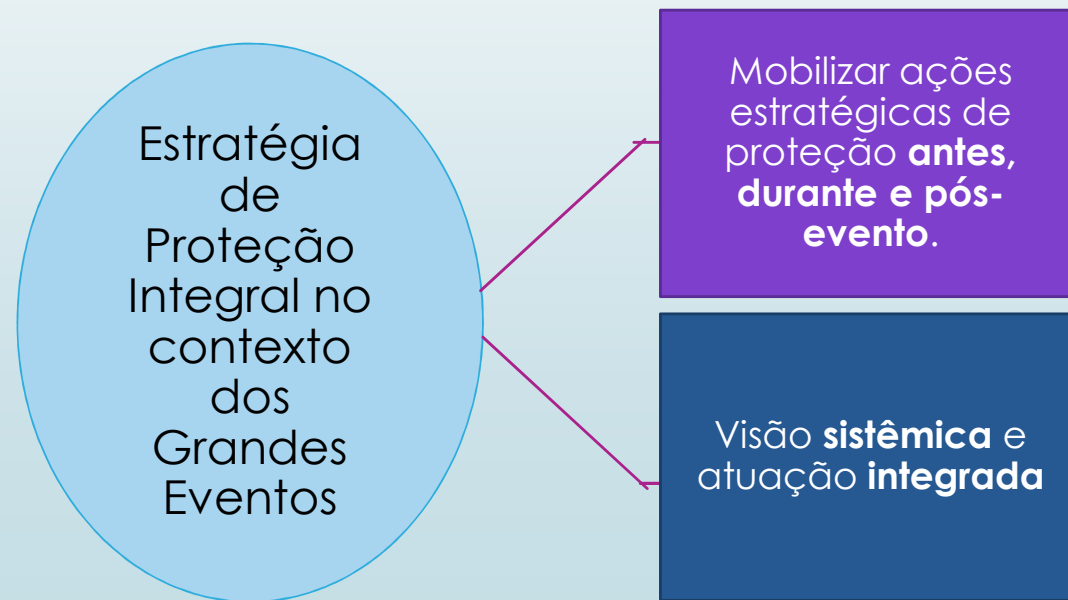 Estratégia
de
Proteção
Integral no
contexto
dos
Grandes
Eventos
Mobilizar ações
estratégicas de
proteção antes,
durante e pós-
evento.
Visão sistêmica e
atuação integrada